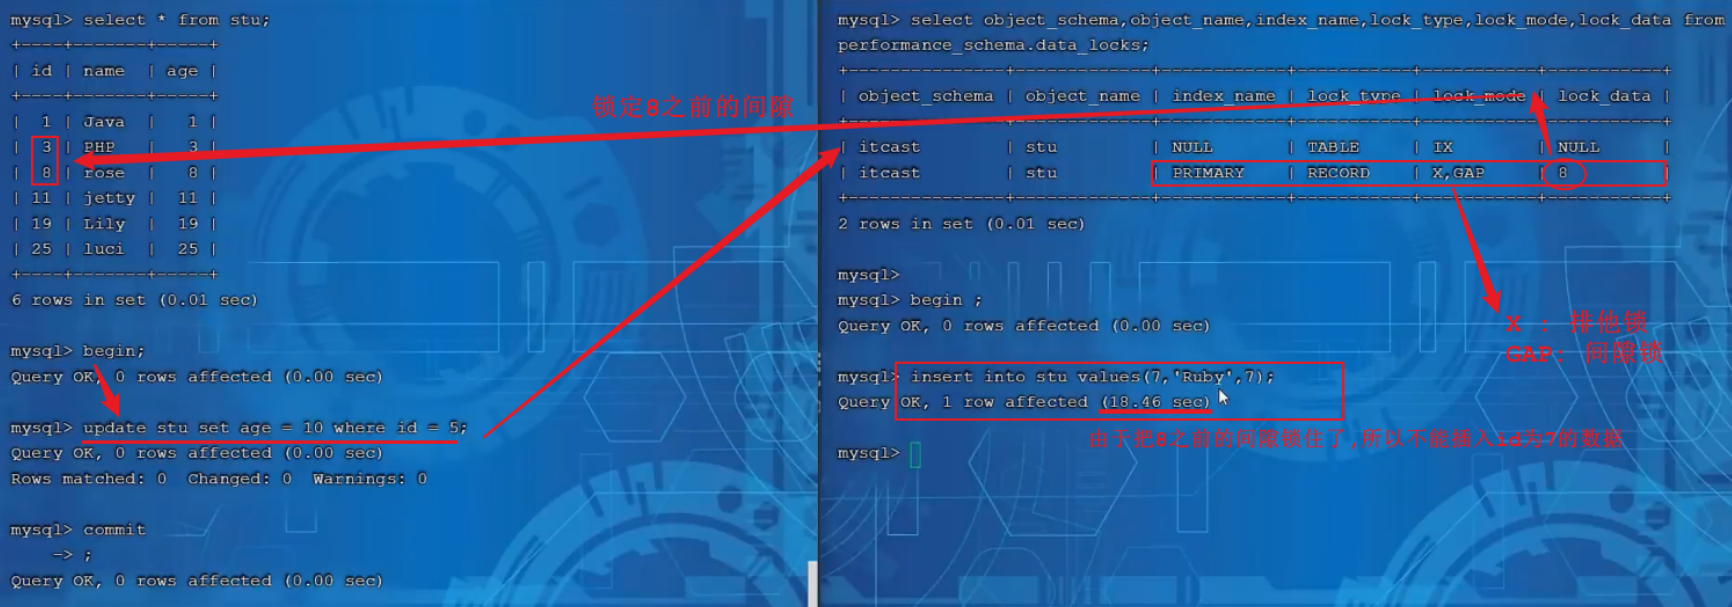 mysql> select * from stu;
+----+-------+-----+
| id | name  | age |
+----+-------+-----+
|  1 | Java  |   1 |
|  3 | PHP   |   3 |
|  8 | rose  |   8 |
| 11 | jetty |  11 |
| 19 | Lily  |  19 |
| 25 | luci  |  25 |
+----+-------+-----+
6 rows in set (0.01 sec)
mysql> begin;
Query OK, 0 rows affected (0.00 sec)
mysql> update stu set age = 10 where id = 5;
Query OK, 0 rows affected (0.00 sec)
Rows matched: 0  Changed: 0  Warnings: 0
mysql> commit
    -> ;
Query OK, 0 rows affected (0.00 sec)
锁定8之前的间隙
mysql> select object_schema,object_name,index_name,lock_type,lock_mode,lock_data from
performance_schema.data_locks;
+---------------+-------------+------------+-----------+-----------+-----------+
| object_schema | object_name | index_name | lock_type | lock_mode | lock_data |
+---------------+-------------+------------+-----------+-----------+-----------+
| itcast        | stu         | NULL       | TABLE     | IX        | NULL      |
| itcast        | stu         | PRIMARY    | RECORD    | X,GAP     | 8         |
+---------------+-------------+------------+-----------+-----------+-----------+
2 rows in set (0.01 sec)
mysql>
mysql> begin ;
Query OK, 0 rows affected (0.00 sec)
X : 排他锁
GAP: 间隙锁
mysql> insert into stu values(7,'Ruby',7);
Query OK, 1 row affected (18.46 sec)
由于把8之前的间隙锁住了,所以不能插入id为7的数据
mysql>